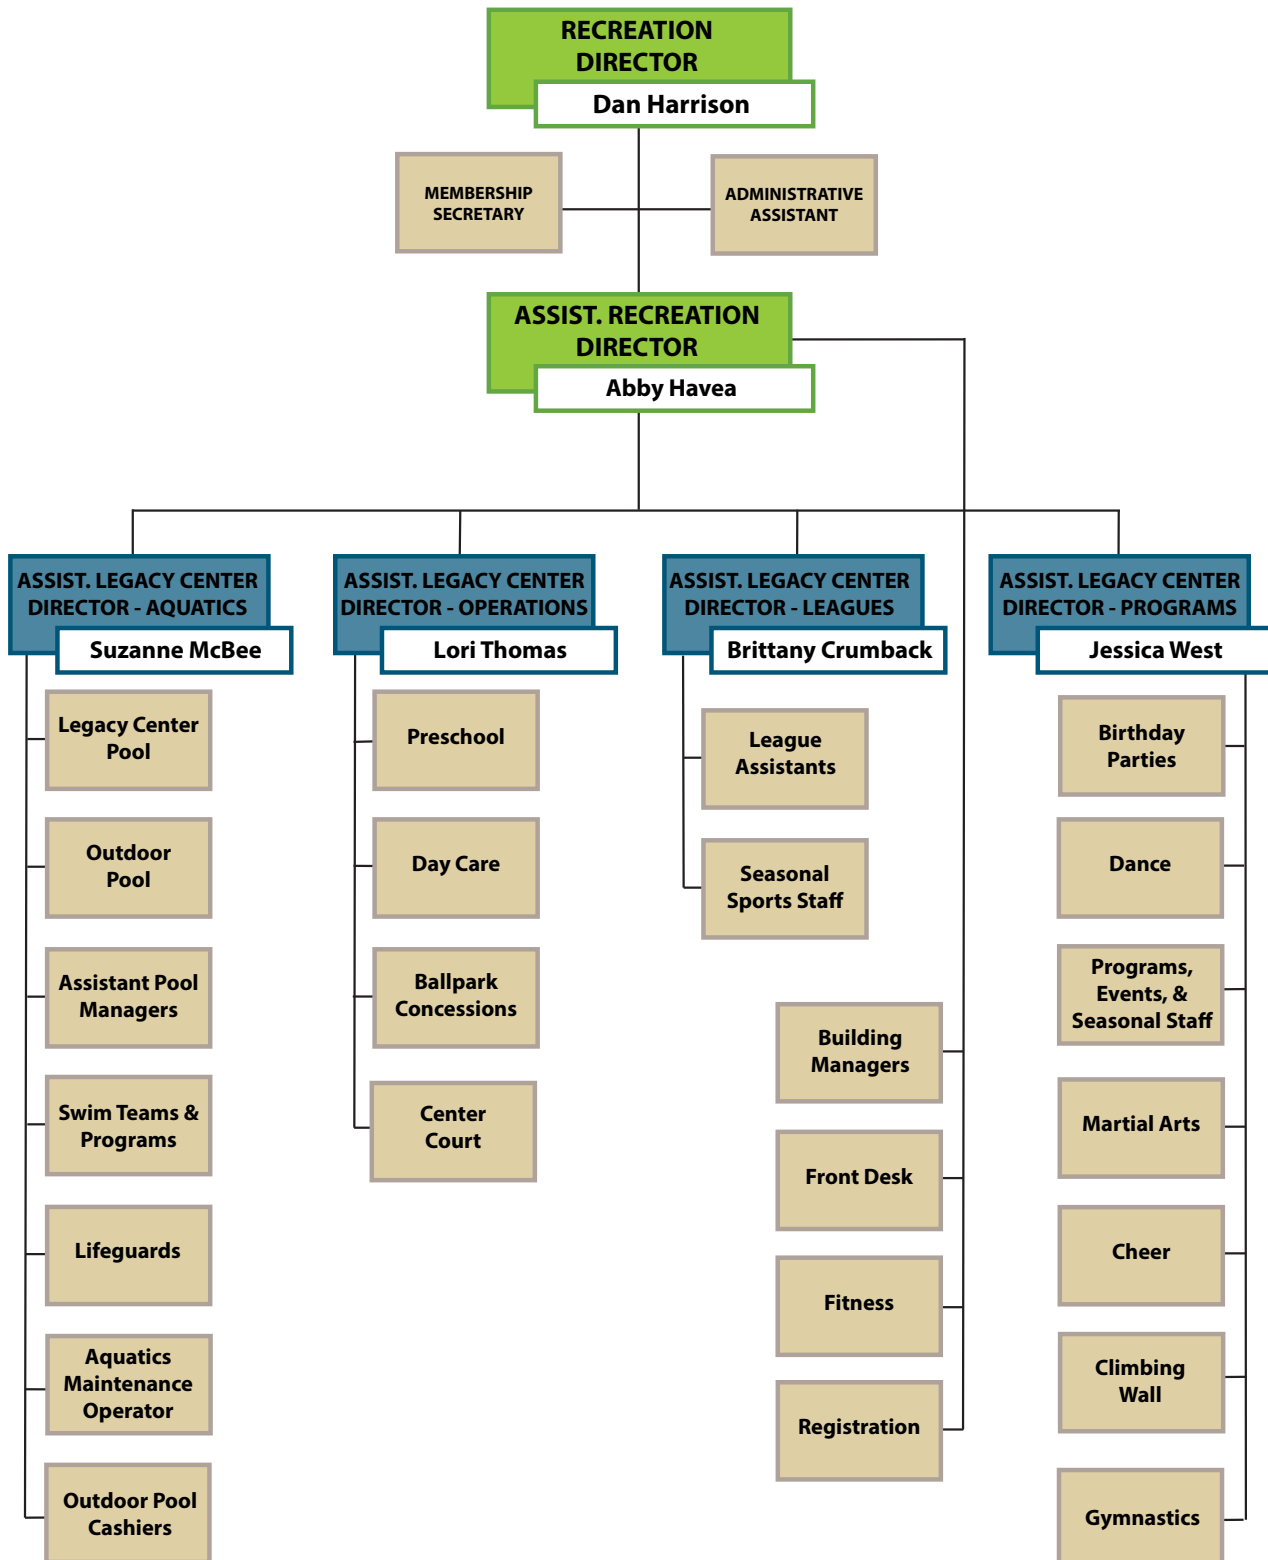 RECREATION
DIRECTOR
Dan Harrison
MEMBERSHIP
SECRETARY
ADMINISTRATIVE
ASSISTANT
ASSIST. RECREATION
DIRECTOR
Abby Havea
ASSIST. LEGACY CENTER
DIRECTOR - AQUATICS
Suzanne McBee
Legacy Center
Pool
Outdoor
Pool
Assistant Pool
Managers
Swim Teams &
Programs
Lifeguards
Aquatics
Maintenance
Operator
Outdoor Pool
Cashiers
ASSIST. LEGACY CENTER
DIRECTOR - OPERATIONS
Lori Thomas
Preschool
Day Care
Ballpark
Concessions
Center
Court
ASSIST. LEGACY CENTER
DIRECTOR - LEAGUES
Brittany Crumback
League
Assistants
Seasonal
Sports Staff
Building
Managers
Front Desk
Fitness
Registration
ASSIST. LEGACY CENTER
DIRECTOR - PROGRAMS
Jessica West
Birthday
Parties
Dance
Programs,
Events, &
Seasonal Staff
Martial Arts
Cheer
Climbing
Wall
Gymnastics